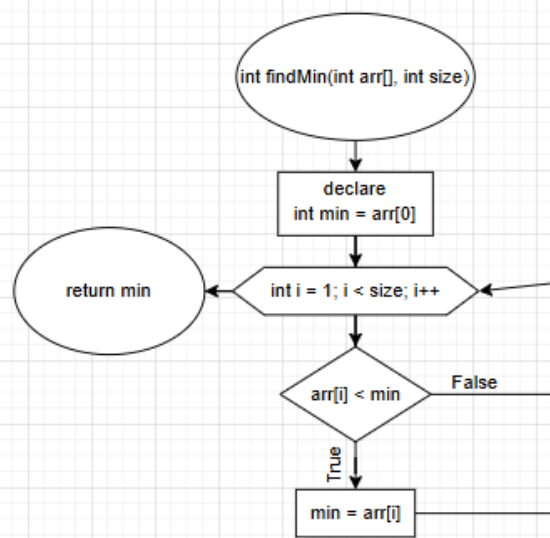 int findMin(int arr[], int size)
declare
int min = arr[0]
return min
int i = 1; i < size; i++
arr[i] < min
False
True
min = arr[i]